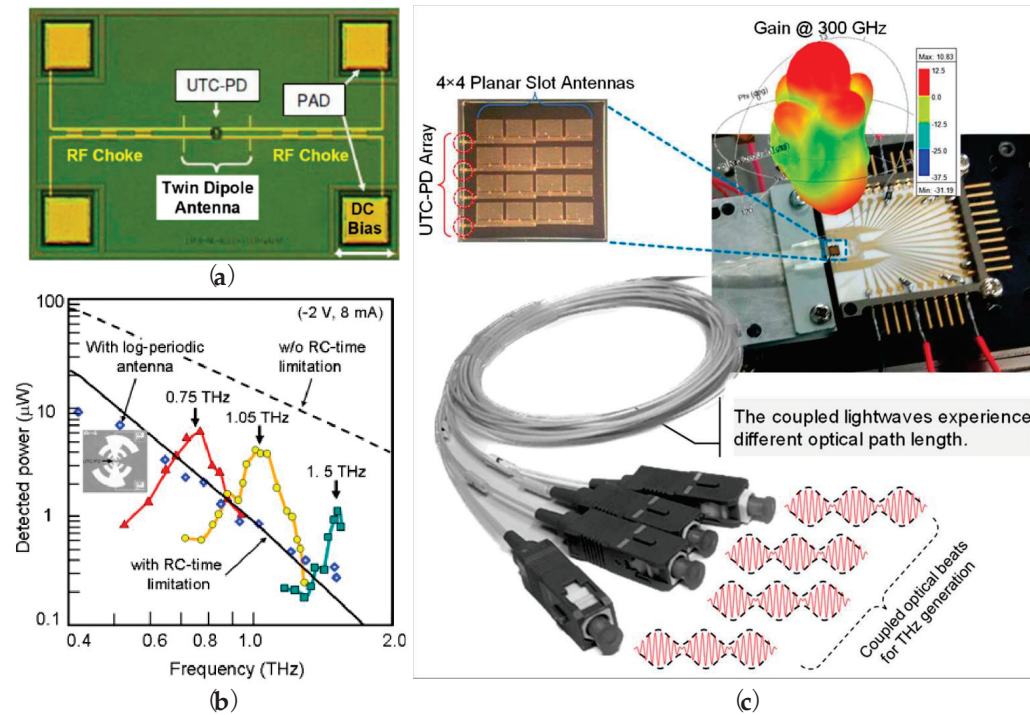 UTC-PD
PAD
RF Choke
RF Choke
Twin Dipole
Antenna
DC
Bias
(a)
100
10
1
0.1
Detected power (μW)
(-2 V, 8 mA)
With log-periodic
antenna
w/o RC-time
limitation
0.75 THz
1.05 THz
1.5 THz
with RC-time
limitation
0.4
0.6
0.8
1.0
2.0
Frequency (THz)
(b)
Gain @ 300 GHz
4×4 Planar Slot Antennas
UTC-PD Array
Phi (deg)
Max: 10.83
12.5
0.0
-12.5
-25.0
-37.5
Min: -31.19
The coupled lightwaves experience
different optical path length.
Coupled optical beats
for THz generation
(c)